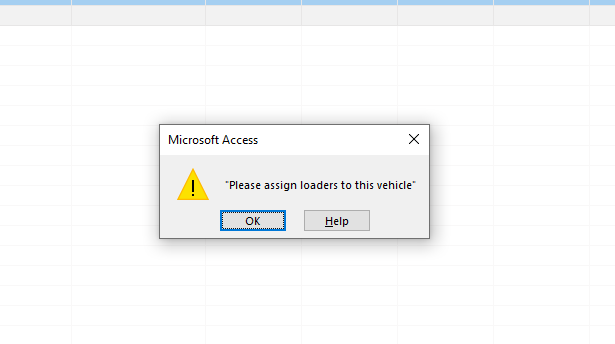 Microsoft Access
"Please assign loaders to this vehicle"
OK
Help